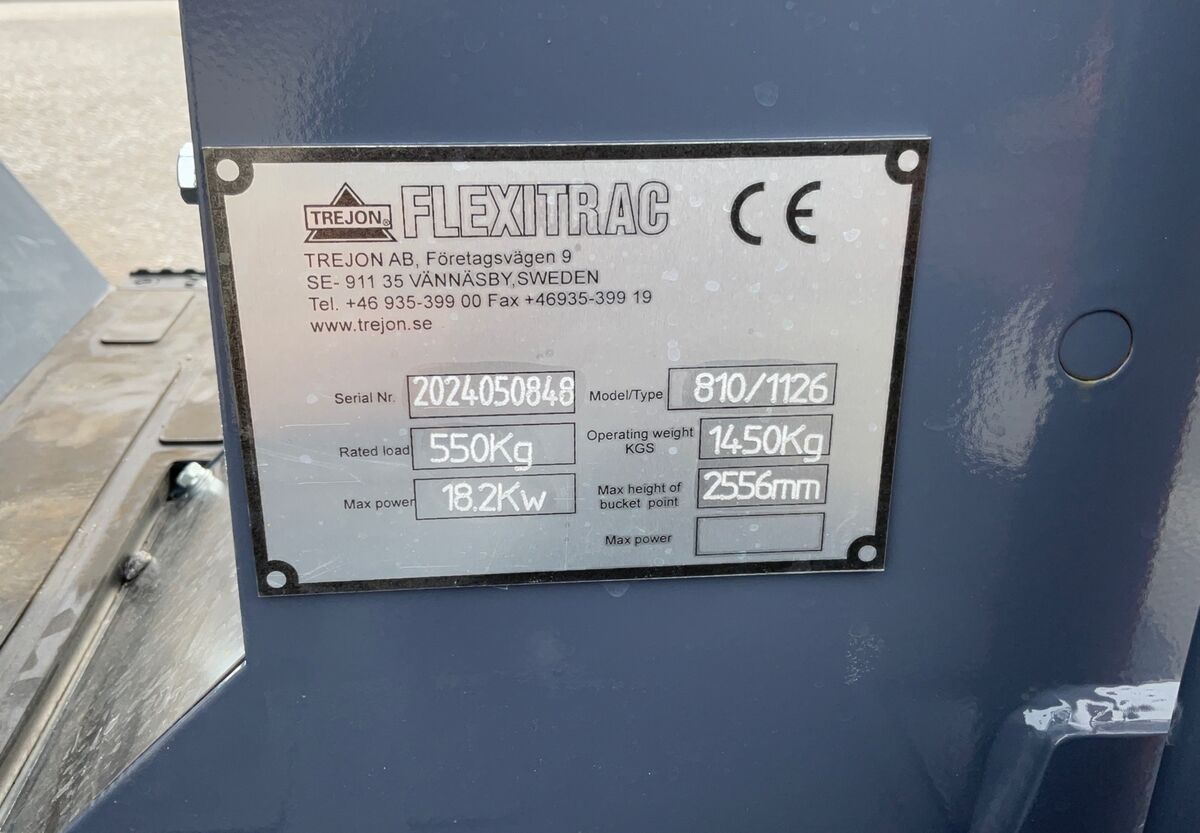 TREJON® FLEXITRAC CE
TREJON AB, Företagsvägen 9
SE- 911 35 VÄNNÄSBY,SWEDEN
Tel. +46 935-399 00 Fax +46935-399 19
www.trejon.se
Serial Nr. 2024050848 Model/Type 810/1126
Rated load 550Kg Operating weight KGS 1450Kg
Max power 18.2Kw Max height of bucket point 2556mm
Max power